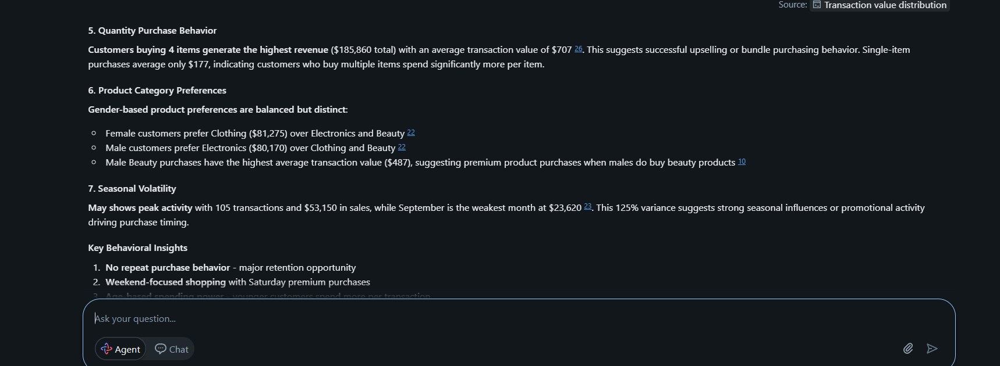 Source: Transaction value distribution
5. Quantity Purchase Behavior
Customers buying 4 items generate the highest revenue ($185,860 total) with an average transaction value of $707 26. This suggests successful upselling or bundle purchasing behavior. Single-item
purchases average only $177, indicating customers who buy multiple items spend significantly more per item.
6. Product Category Preferences
Gender-based product preferences are balanced but distinct:
Female customers prefer Clothing ($81,275) over Electronics and Beauty 22
Male customers prefer Electronics ($80,170) over Clothing and Beauty 22
Male Beauty purchases have the highest average transaction value ($487), suggesting premium product purchases when males do buy beauty products 10
7. Seasonal Volatility
May shows peak activity with 105 transactions and $53,150 in sales, while September is the weakest month at $23,620 23. This 125% variance suggests strong seasonal influences or promotional activity
driving purchase timing.
Key Behavioral Insights
1. No repeat purchase behavior - major retention opportunity
2. Weekend-focused shopping with Saturday premium purchases
3. Age-based spending power - younger customers spend more per transaction
Ask your question...
Agent Chat